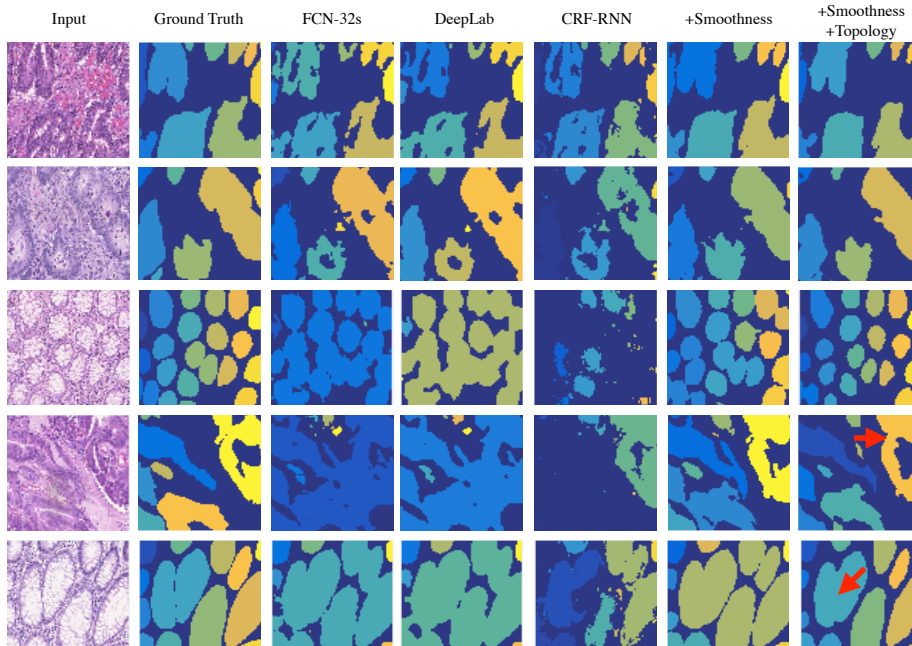 Input Ground Truth FCN-32s DeepLab CRF-RNN +Smoothness +Smoothness
+Topology